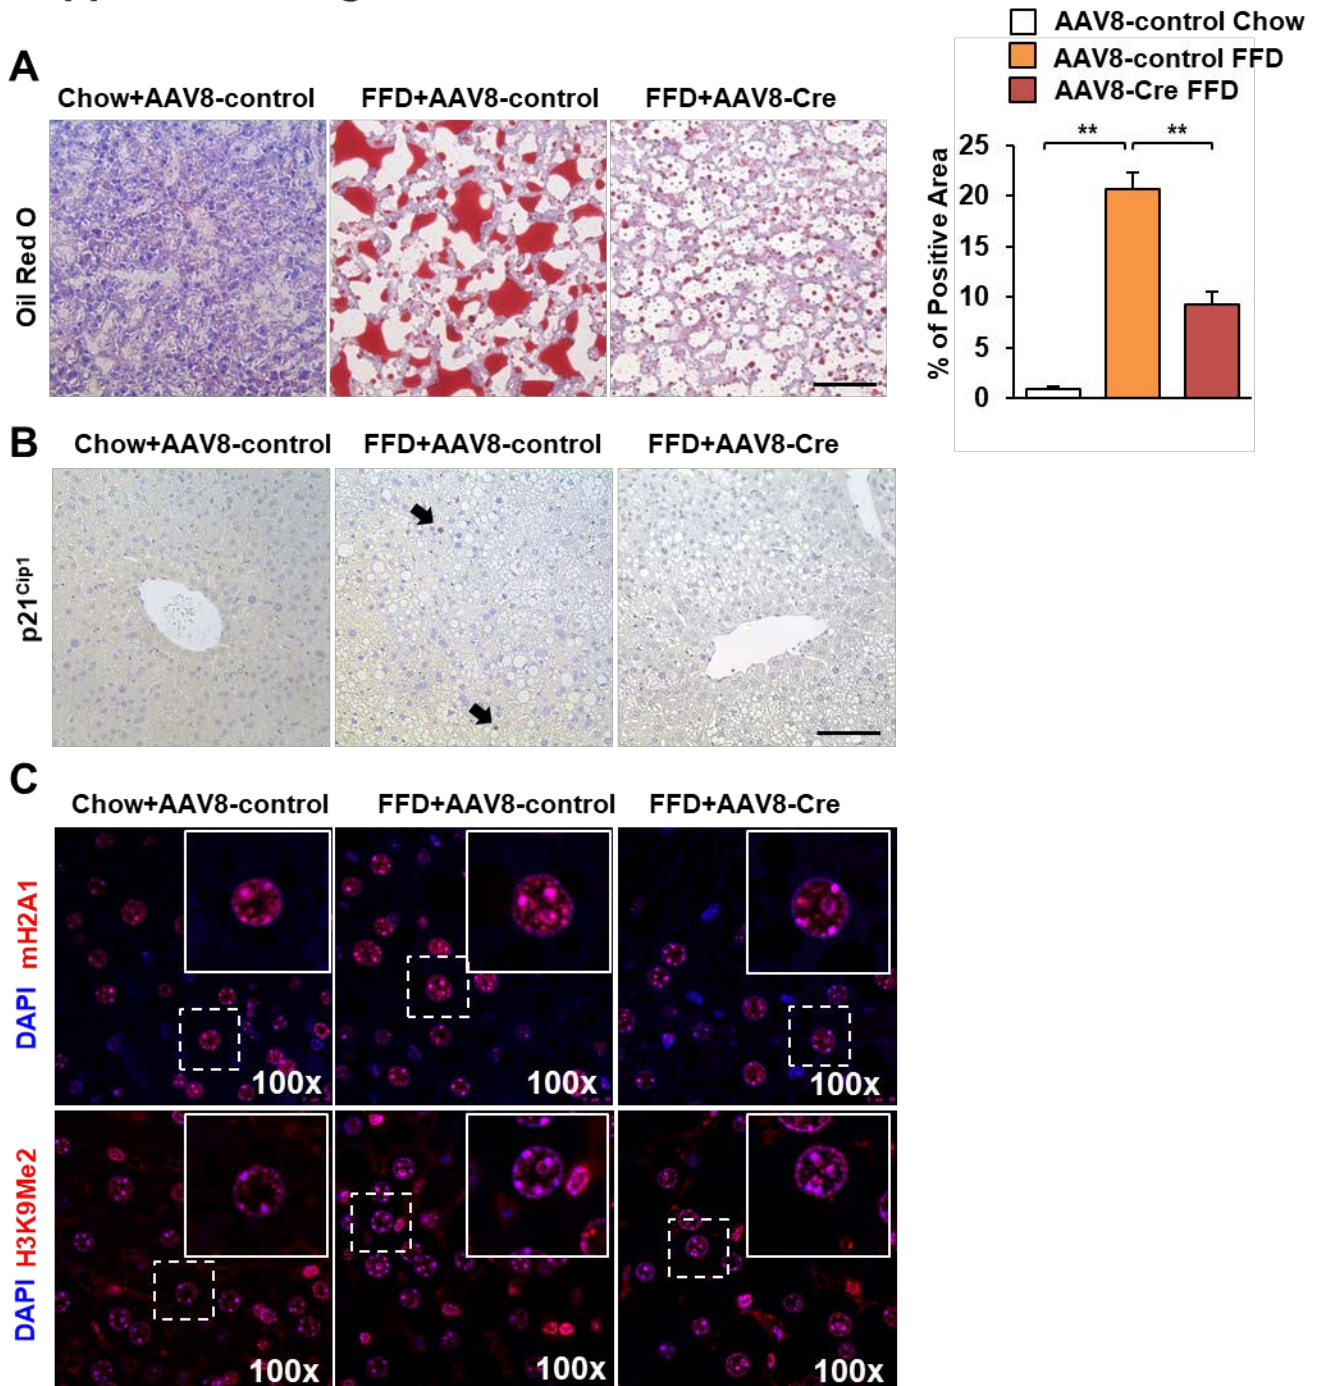 AAV8-control Chow
AAV8-control FFD
AAV8-Cre FFD
A
Chow+AAV8-control FFD+AAV8-control FFD+AAV8-Cre
Oil Red O
** **
% of Positive Area
25
20
15
10
5
0
B
Chow+AAV8-control FFD+AAV8-control FFD+AAV8-Cre
p21Cip1
C
Chow+AAV8-control FFD+AAV8-control FFD+AAV8-Cre
DAPI mH2A1
100x 100x 100x
DAPI H3K9Me2
100x 100x 100x